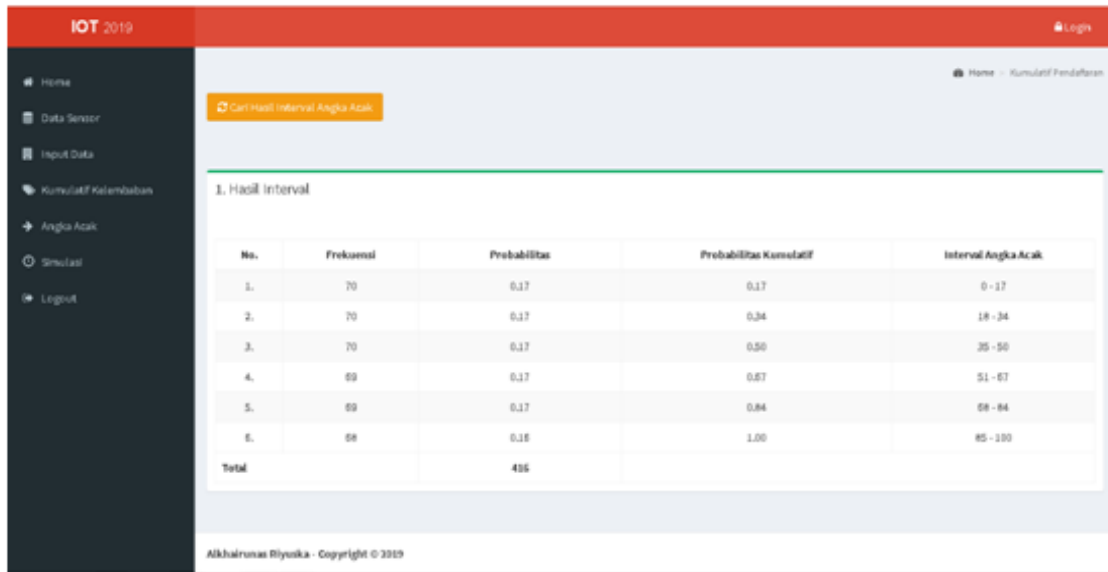 IOT 2019
Login
Home
Data Sensor
Input Data
Kumulatif Kelembaban
Angka Acak
Simulasi
Logout
Home > Kumulatif Pendaftaran
Cari Hasil Interval Angka Acak
1. Hasil Interval
No. Frekuensi Probabilitas Probabilitas Kumulatif Interval Angka Acak
1. 70 0.17 0.17 0 - 17
2. 70 0.17 0.34 18 - 34
3. 70 0.17 0.50 35 - 50
4. 69 0.17 0.67 51 - 67
5. 69 0.17 0.84 68 - 84
6. 68 0.16 1.00 85 - 100
Total 416
Alkhairunas Riyuska - Copyright © 2019